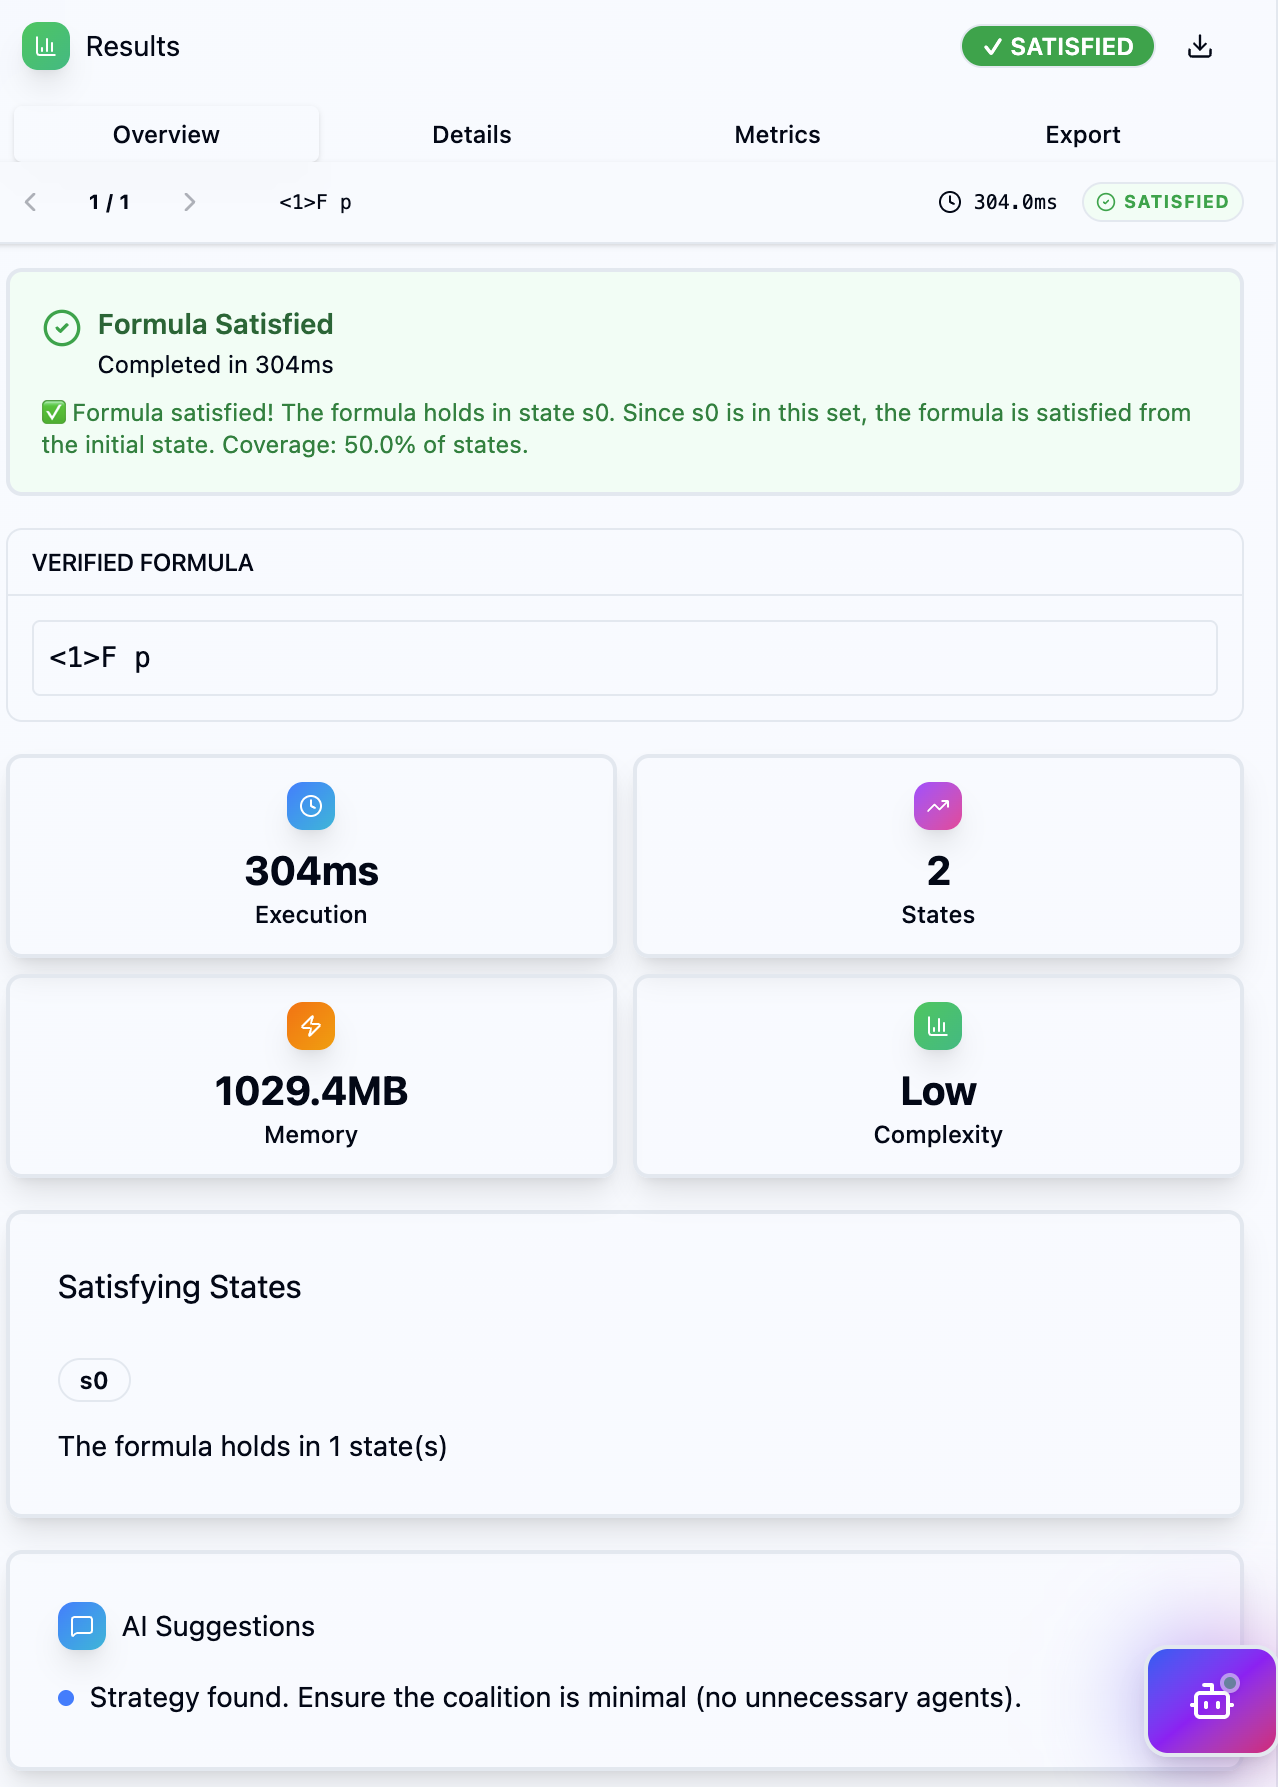 Results
✓ SATISFIED
Overview
Details
Metrics
Export
1 / 1
<1>F p
304.0ms
SATISFIED
Formula Satisfied
Completed in 304ms
✅ Formula satisfied! The formula holds in state s0. Since s0 is in this set, the formula is satisfied from
the initial state. Coverage: 50.0% of states.
VERIFIED FORMULA
<1>F p
304ms
Execution
2
States
1029.4MB
Memory
Low
Complexity
Satisfying States
s0
The formula holds in 1 state(s)
AI Suggestions
Strategy found. Ensure the coalition is minimal (no unnecessary agents).